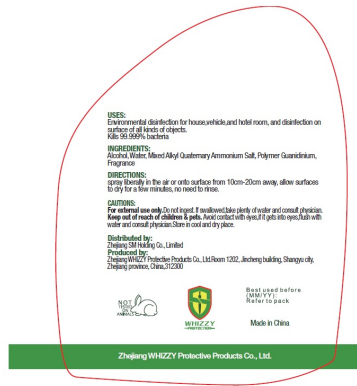 USES:
Environmental disinfection for house,vehicle,and hotel room, and disinfection on
surface of all kinds of objects.
Kills 99.999% bacteria
INGREDIENTS:
Alcohol, Water, Mixed Alkyl Quaternary Ammonium Salt, Polymer Guanidinium,
Fragrance
DIRECTIONS:
spray literally in the air or onto surface from 10cm-20cm away, allow surfaces
to dry for a few minutes, no need to rinse.
CAUTIONS:
For external use only.Do not ingest. If swallowed,take plenty of water and consult physician.
Keep out of reach of children & pets. Avoid contact with eyes,if it gets into eyes,flush with
water and consult physician.Store in cool and dry place.
Distributed by:
Zhejiang SM Holding Co., Limited
Produced by:
Zhejiang WHIZZY Protective Products Co., Ltd.Room 1202, Jincheng building, Shangyu city,
Zhejiang province, China,312300
NOT
TESTED
ON
ANIMALS
WHIZZY
PROTECTION
Best used before
(MM/YY):
Refer to pack
Made in China
Zhejiang WHIZZY Protective Products Co., Ltd.